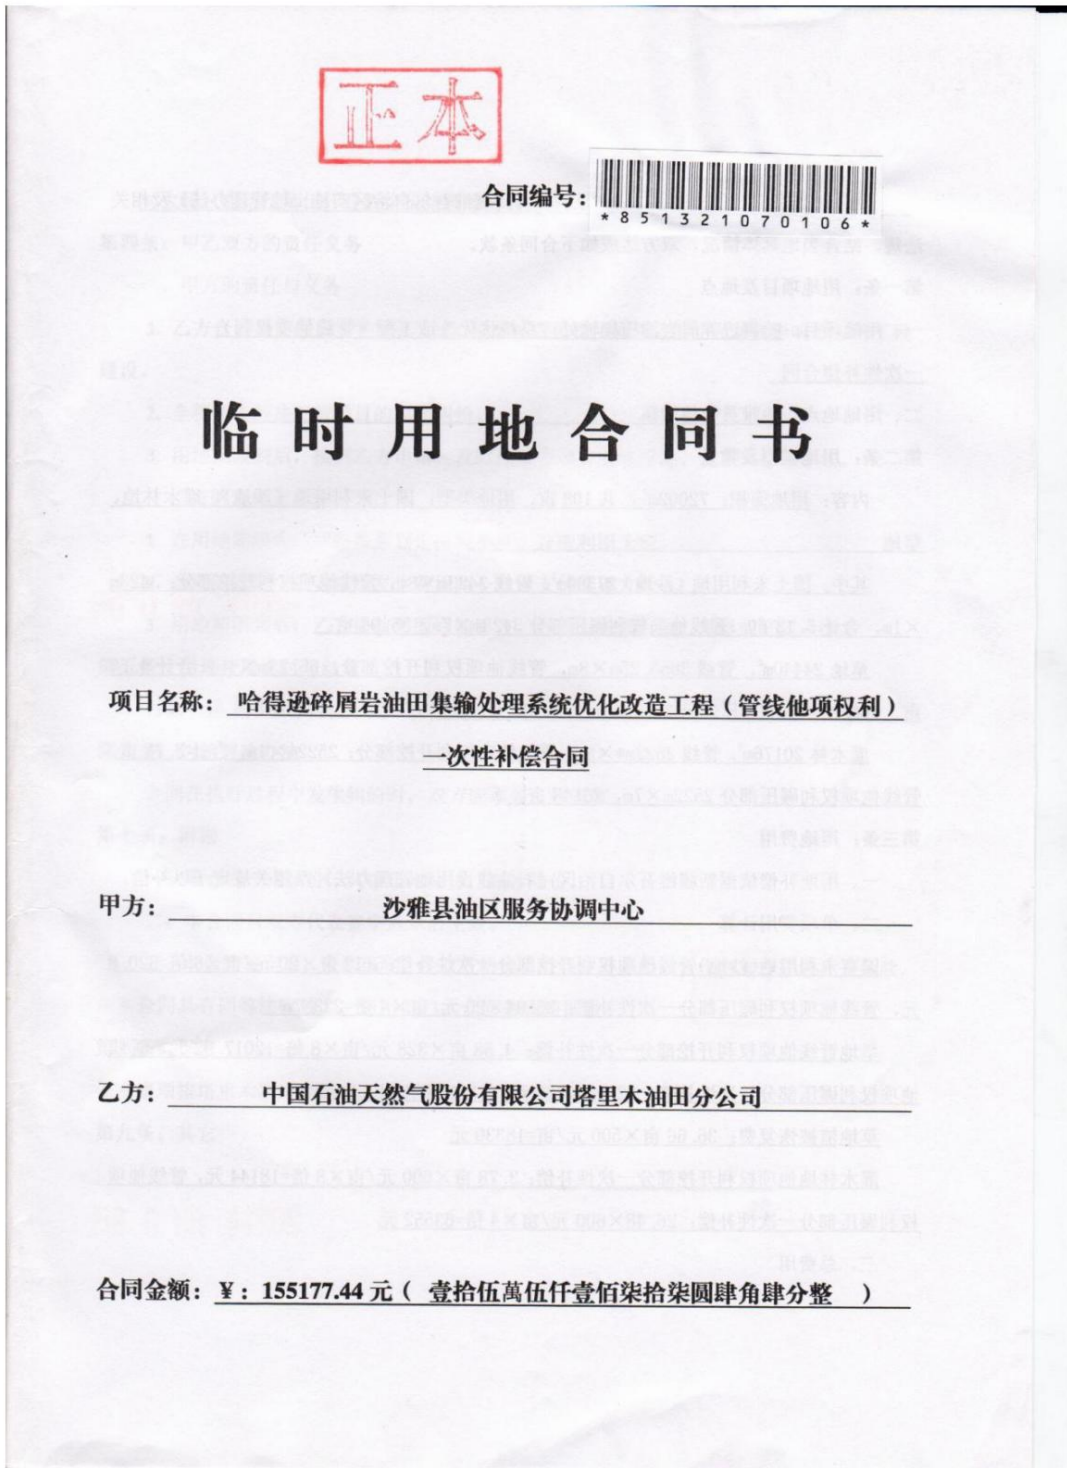 正本
合同编号：
*851321070106*
临时用地合同书
项目名称：哈得逊碎屑岩油田集输处理系统优化改造工程（管线他项权利）
一次性补偿合同
甲方：沙雅县油区服务协调中心
乙方：中国石油天然气股份有限公司塔里木油田分公司
合同金额：¥：155177.44 元（ 壹拾伍萬伍仟壹佰柒拾柒圆肆角肆分整 ）